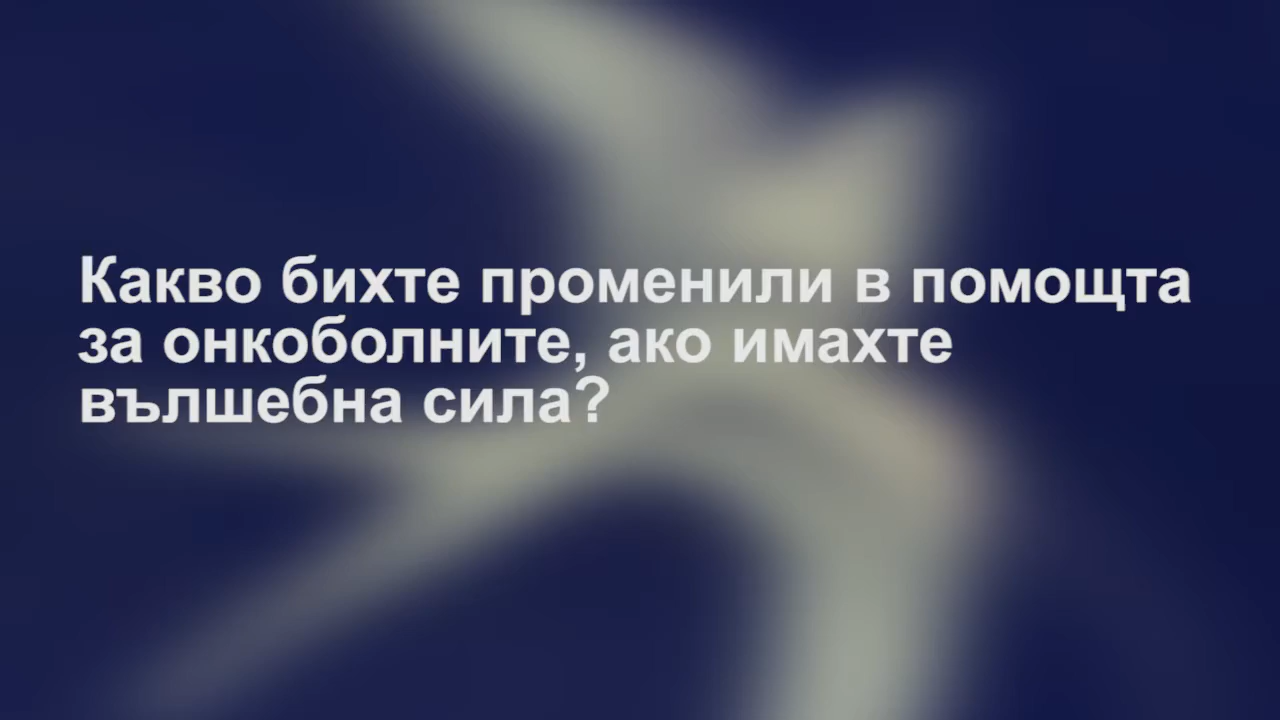 Какво бихте променили в помощта
за онкоболните, ако имахте
вълшебна сила?